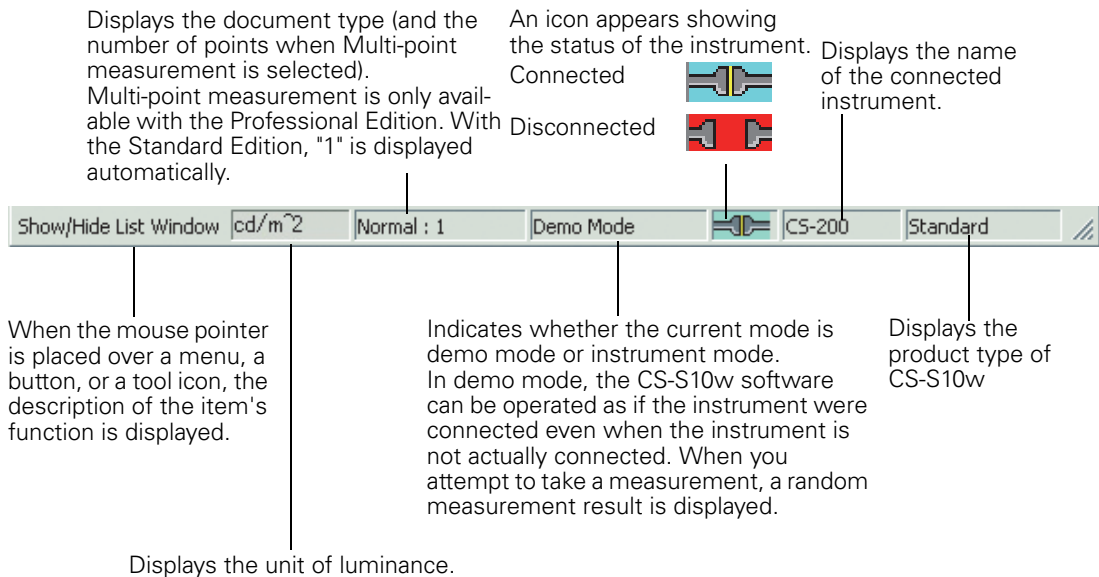 Displays the document type (and the
number of points when Multi-point
measurement is selected).
Multi-point measurement is only avail-
able with the Professional Edition. With
the Standard Edition, "1" is displayed
automatically.
An icon appears showing
the status of the instrument.
Connected
Disconnected
Displays the name
of the connected
instrument.
Show/Hide List Window cd/m^2 Normal : 1 Demo Mode CS-200 Standard
When the mouse pointer
is placed over a menu, a
button, or a tool icon, the
description of the item's
function is displayed.
Indicates whether the current mode is
demo mode or instrument mode.
In demo mode, the CS-S10w software
can be operated as if the instrument were
connected even when the instrument is
not actually connected. When you
attempt to take a measurement, a random
measurement result is displayed.
Displays the
product type of
CS-S10w
Displays the unit of luminance.